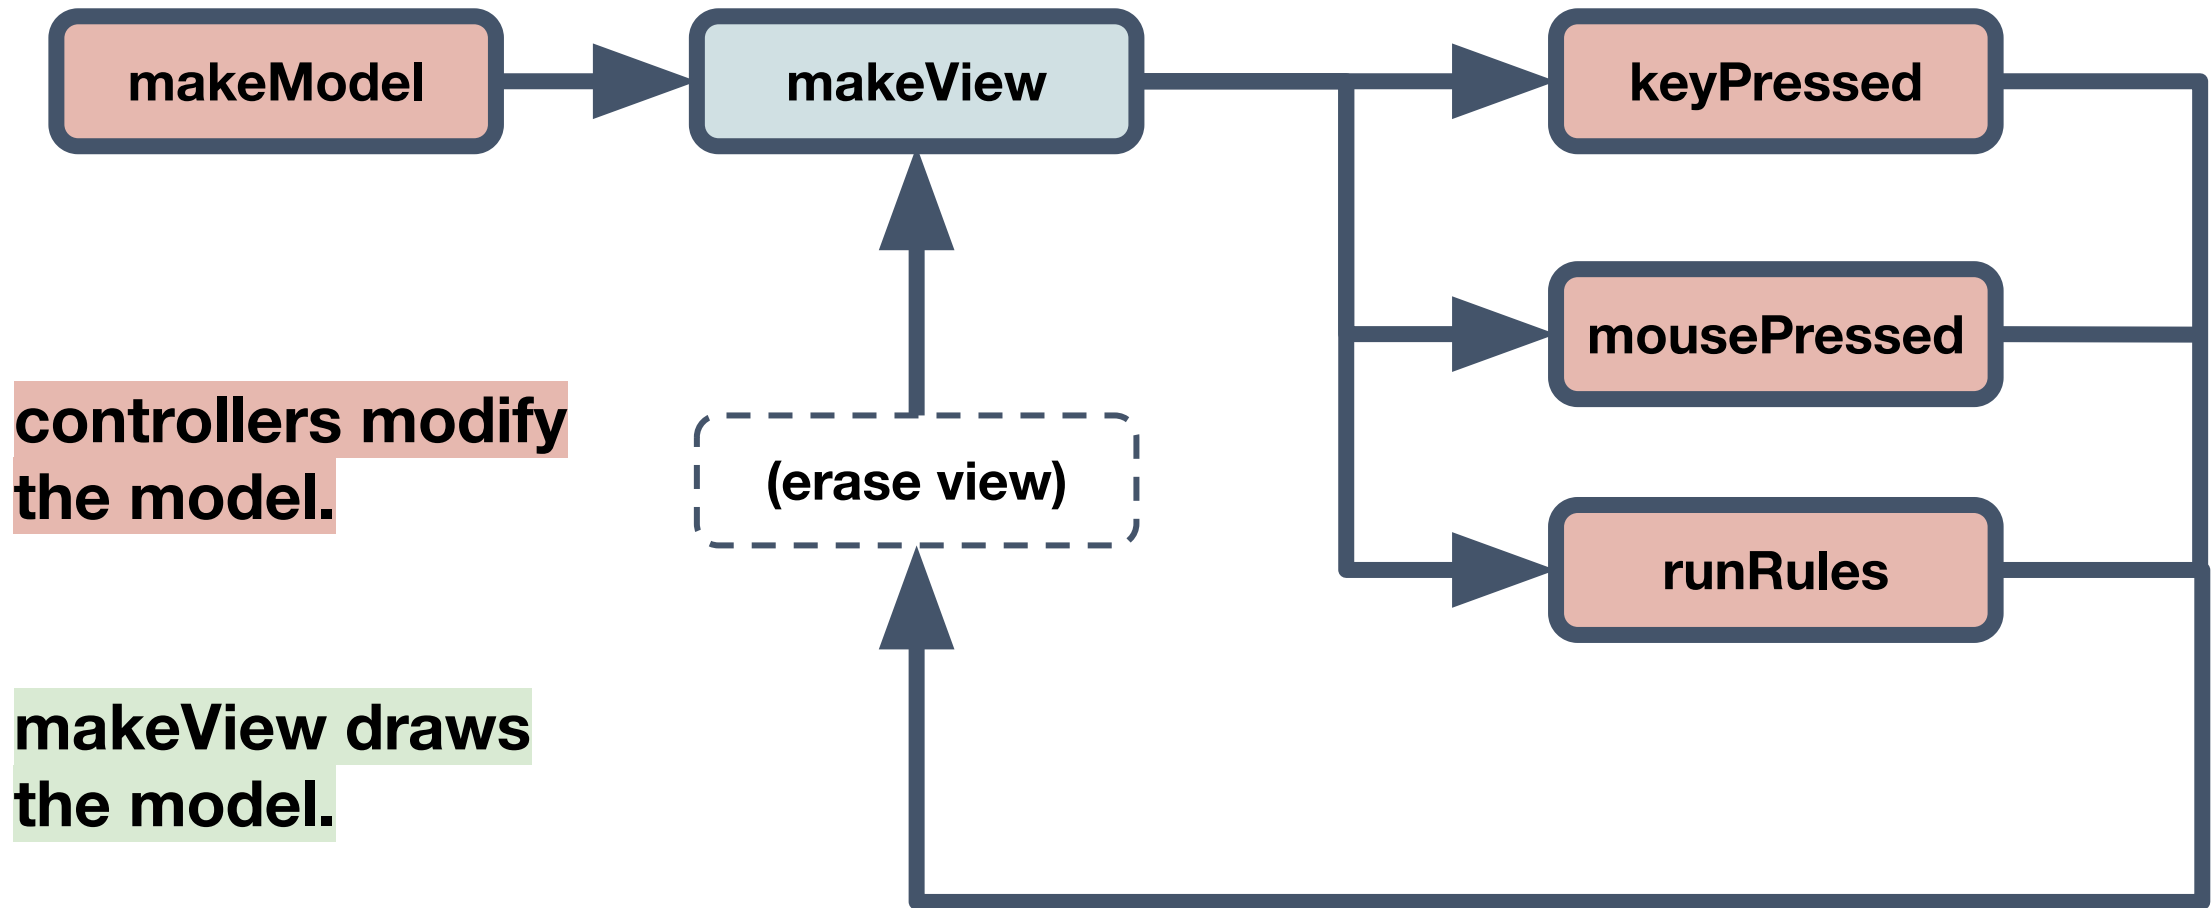 makeModel
makeView
keyPressed
mousePressed
controllers modify
the model.
(erase view)
runRules
makeView draws
the model.